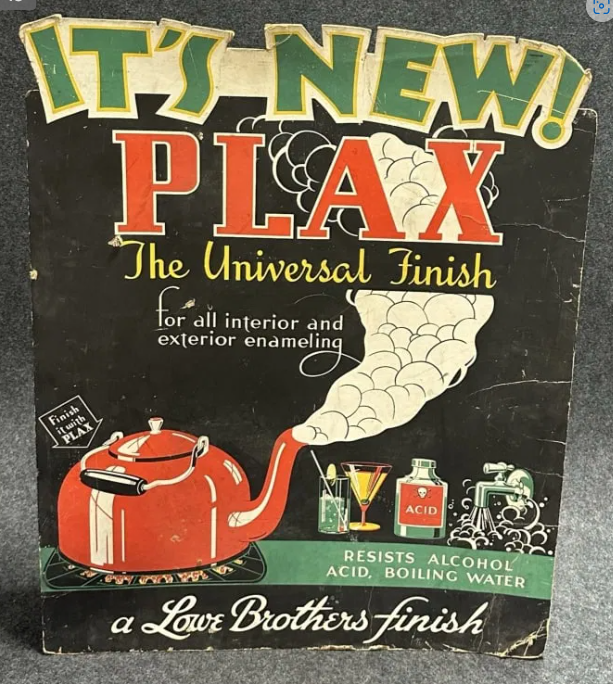 IT'S NEW!
PLAX
The Universal Finish
for all interior and
exterior enameling
Finish
it with
PLAX
ACID
RESISTS ALCOHOL
ACID, BOILING WATER
a Lowe Brothers finish